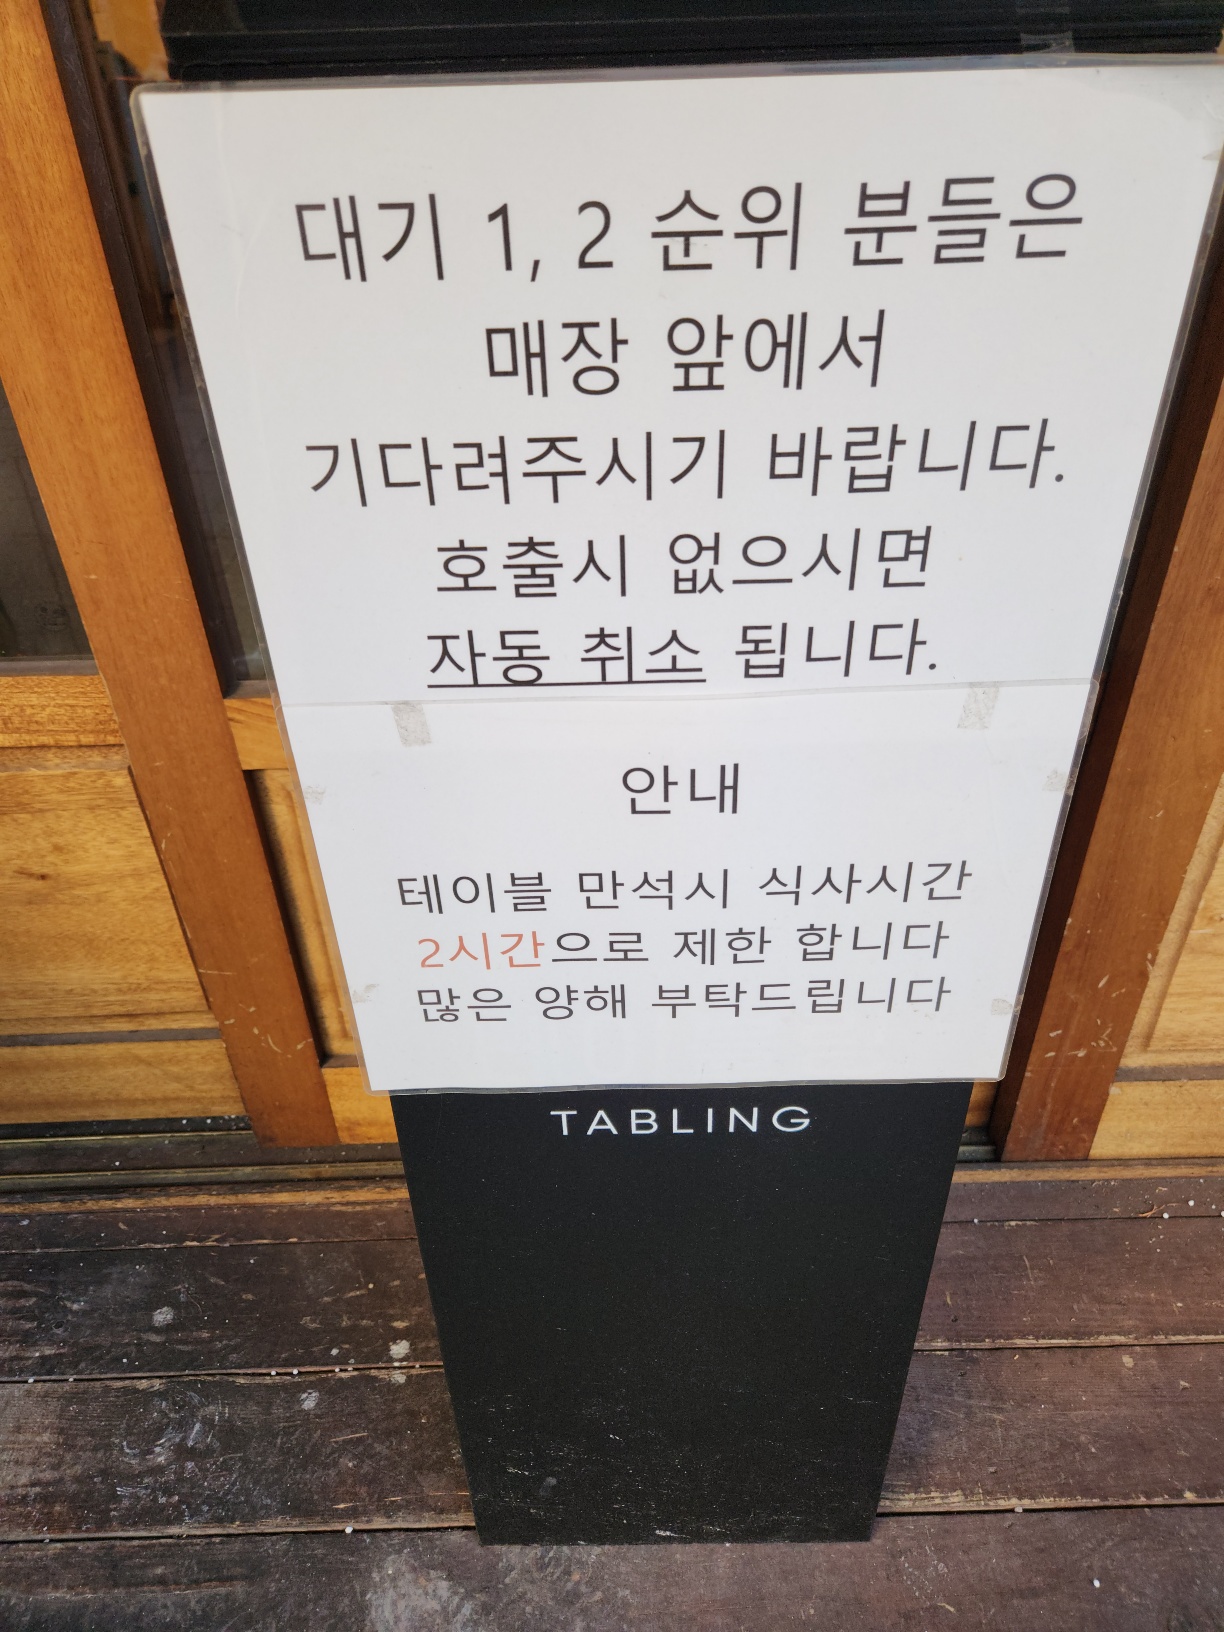 대기 1, 2 순위 분들은
매장 앞에서
기다려주시기 바랍니다.
호출시 없으시면
자동 취소 됩니다.
안내
테이블 만석시 식사시간
2시간으로 제한 합니다
많은 양해 부탁드립니다
TABLING